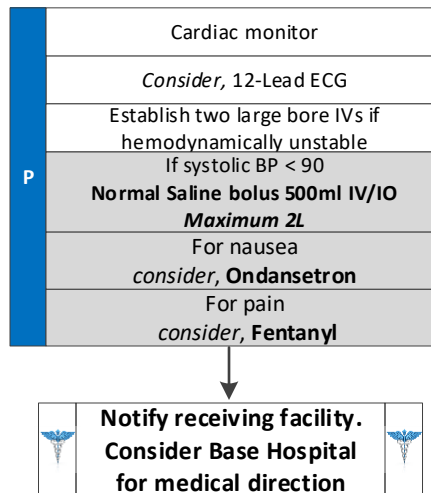 Cardiac monitor
Consider, 12-Lead ECG
Establish two large bore IVs if
hemodynamically unstable
P
If systolic BP < 90
Normal Saline bolus 500ml IV/IO
Maximum 2L
For nausea
consider, Ondansetron
For pain
consider, Fentanyl
Notify receiving facility.
Consider Base Hospital
for medical direction